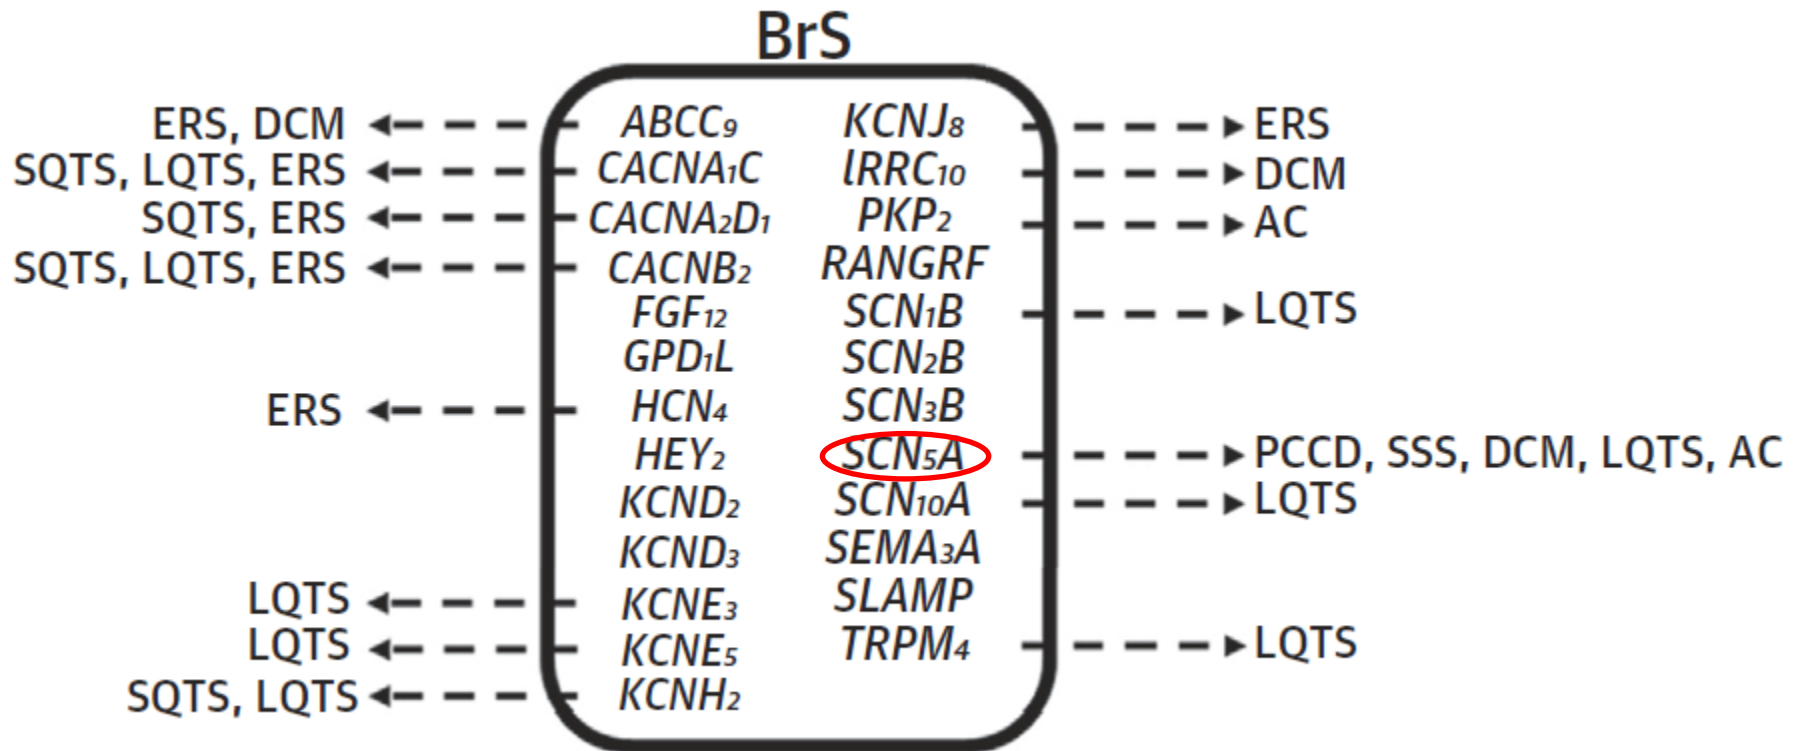 BrS
ERS, DCM ABCC9 KCNJ8 ERS
SQTS, LQTS, ERS CACNA1C lRRC10 DCM
SQTS, ERS CACNA2D1 PKP2 AC
SQTS, LQTS, ERS CACNB2 RANGRF
FGF12 SCN1B LQTS
GPD1L SCN2B
ERS HCN4 SCN3B
HEY2 SCN5A PCCD, SSS, DCM, LQTS, AC
KCND2 SCN10A LQTS
KCND3 SEMA3A
LQTS KCNE3 SLAMP
LQTS KCNE5 TRPM4 LQTS
SQTS, LQTS KCNH2